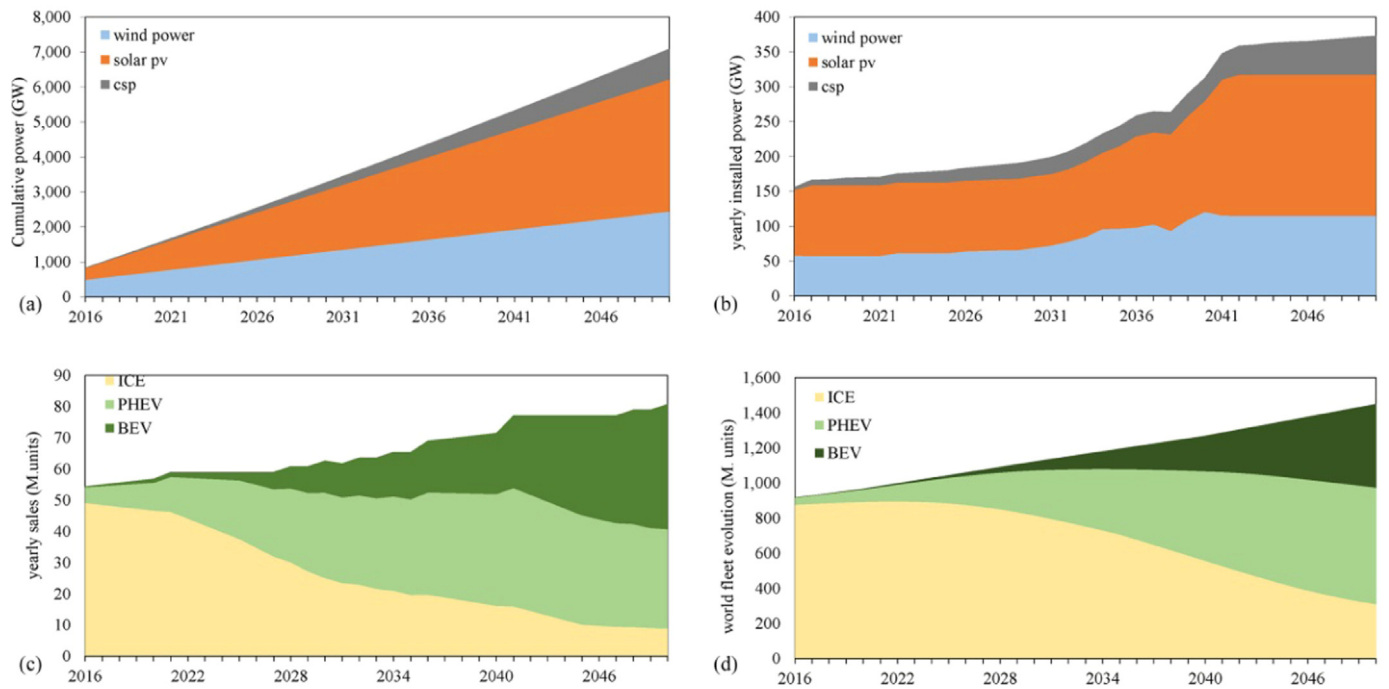 8,000
7,000
6,000
5,000
4,000
3,000
2,000
1,000
0
Cumulative power (GW)
wind power
solar pv
csp
(a)
2016 2021 2026 2031 2036 2041 2046
400
350
300
250
200
150
100
50
0
yearly installed power (GW)
wind power
solar pv
csp
(b)
2016 2021 2026 2031 2036 2041 2046
90
80
70
60
50
40
30
20
10
0
yearly sales (M.units)
ICE
PHEV
BEV
(c)
2016 2022 2028 2034 2040 2046
1,600
1,400
1,200
1,000
800
600
400
200
0
world fleet evolution (M. units)
ICE
PHEV
BEV
(d)
2016 2022 2028 2034 2040 2046